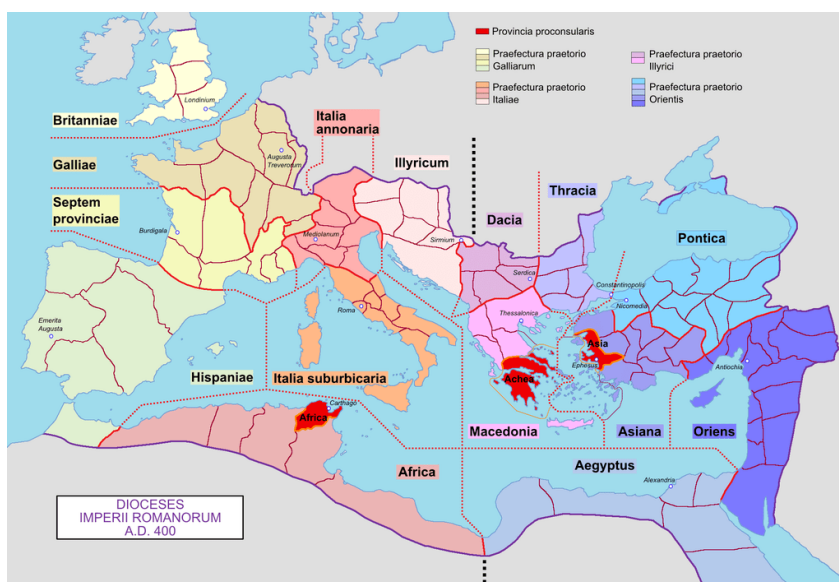 Provincia proconsularis
Praefectura praetorio
Galliarum
Praefectura praetorio
Italiae
Praefectura praetorio
Illyrici
Praefectura praetorio
Orientis
Londinium
Britanniae
Galliae
Septem
provinciae
Italia
annonaria
Augusta
Treverorum
Illyricum
Thracia
Dacia
Pontica
Burdigala
Mediolanum
Sirmium
Serdica
Constantinopolis
Nicomedia
Thessalonica
Emerita
Augusta
Roma
Asia
Ephesus
Antiochia
Hispaniae
Italia suburbicaria
Achea
Carthago
Africa
Macedonia
Asiana
Oriens
Africa
Aegyptus
Alexandria
DIOCESES
IMPERII ROMANORUM
A.D. 400